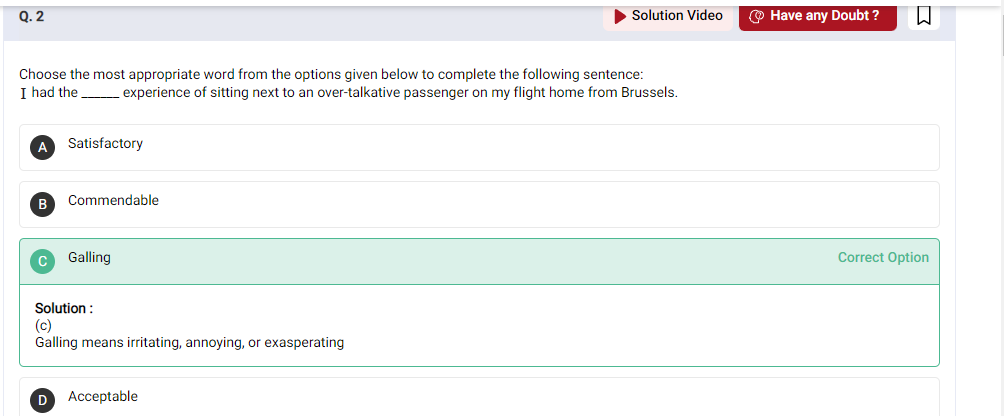 Q. 2
Solution Video
Have any Doubt ?
Choose the most appropriate word from the options given below to complete the following sentence:
I had the ______ experience of sitting next to an over-talkative passenger on my flight home from Brussels.
A Satisfactory
B Commendable
C Galling Correct Option
Solution :
(c)
Galling means irritating, annoying, or exasperating
D Acceptable